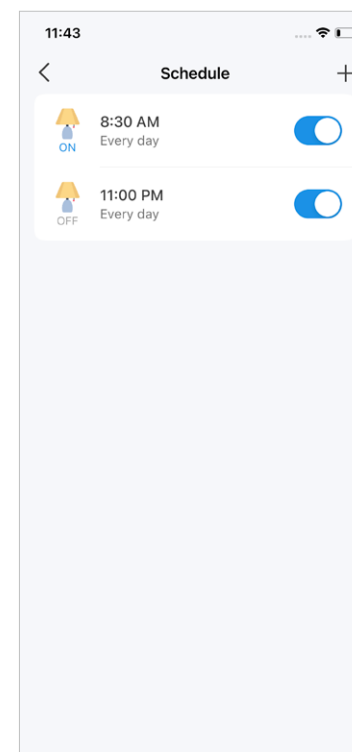 11:43
Schedule
8:30 AM
Every day
ON
11:00 PM
Every day
OFF